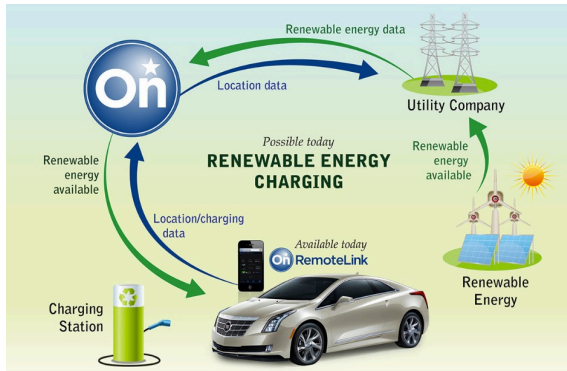 Renewable energy data
On
Location data
Utility Company
Possible today
RENEWABLE ENERGY
CHARGING
Renewable
energy
available
Renewable
energy
available
Location/charging
data
Available today
On RemoteLink
Renewable
Energy
Charging
Station